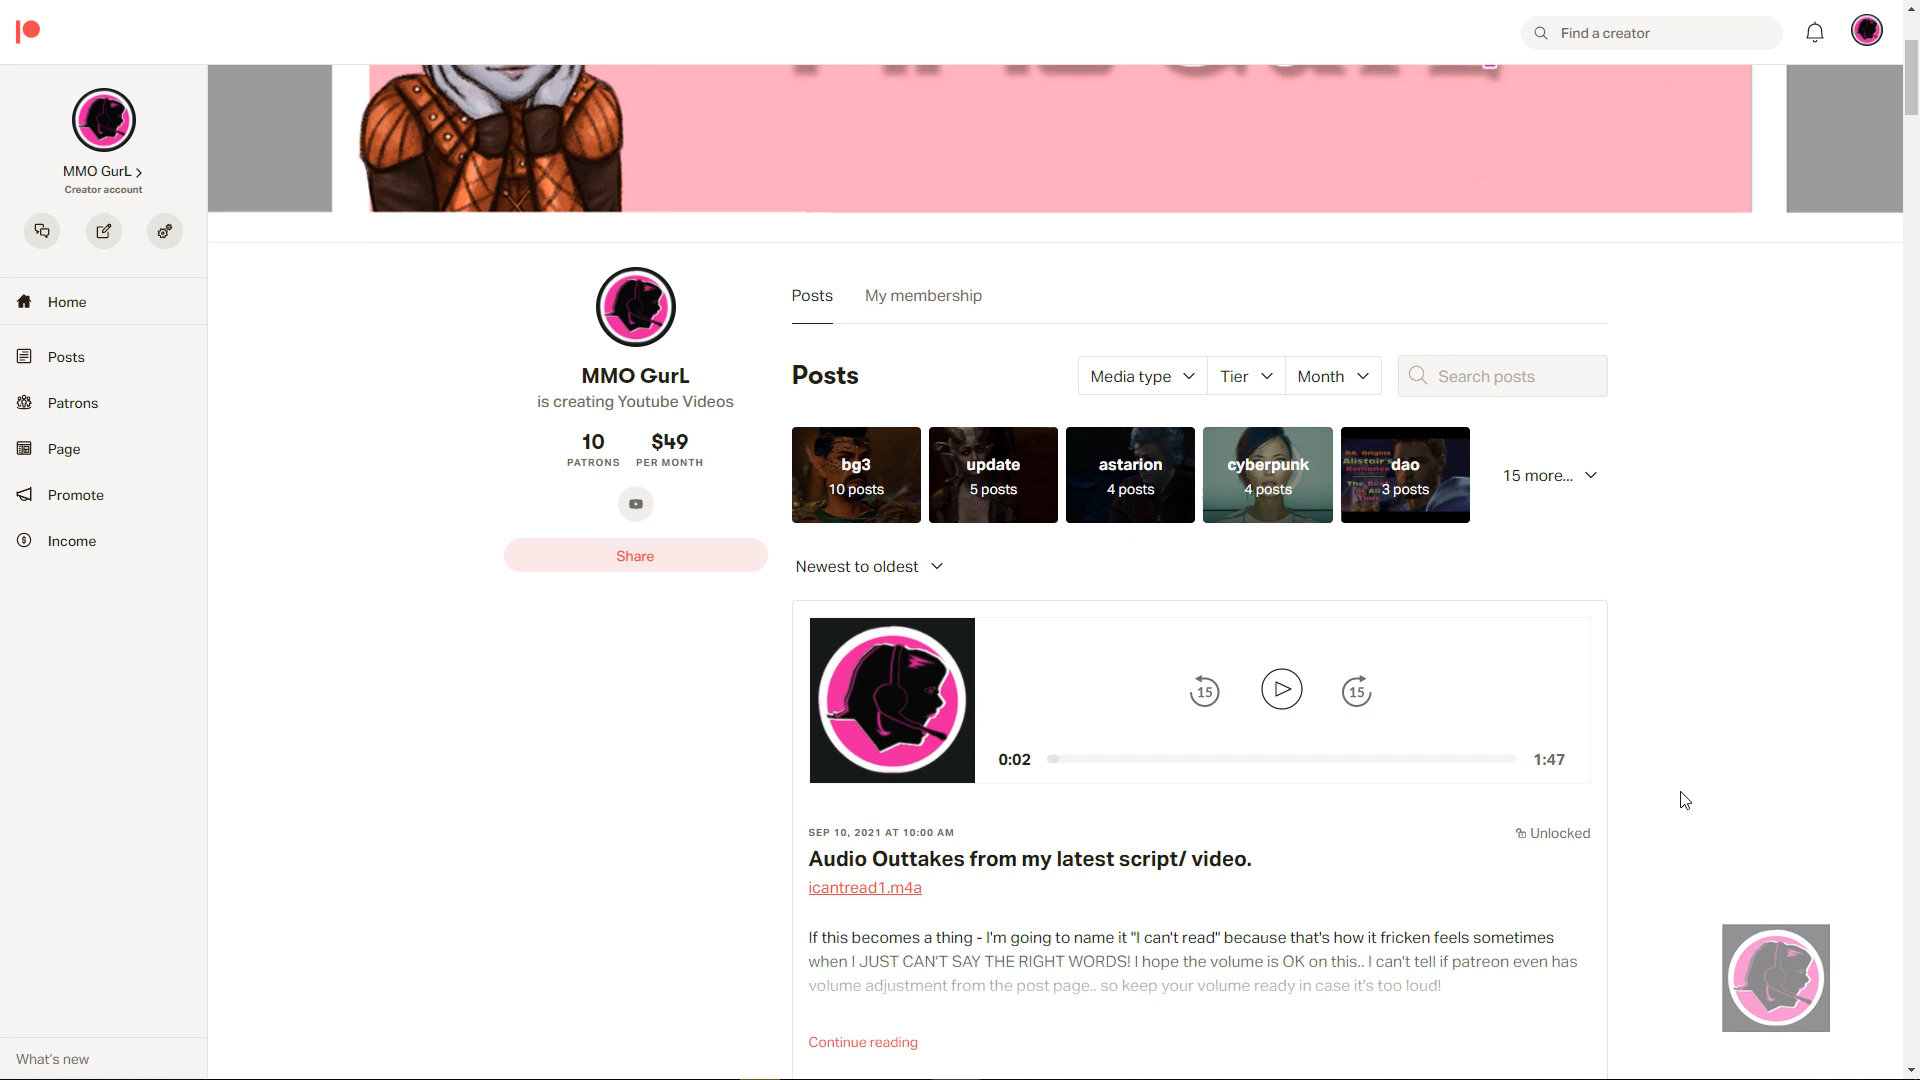 Find a creator
MMO GurL
Creator account
Home
Posts
Patrons
Page
Promote
Income
What's new
MMO GurL
is creating Youtube Videos
10
PATRONS
$49
PER MONTH
Share
Posts
My membership
Posts
Media type
Tier
Month
Search posts
bg3
10 posts
update
5 posts
astarion
4 posts
cyberpunk
4 posts
DA: Origins
Alistair's
Romance
dao
3 posts
15 more...
Newest to oldest
15
15
0:02
1:47
SEP 10, 2021 AT 10:00 AM
Unlocked
Audio Outtakes from my latest script/ video.
icantread1.m4a
If this becomes a thing - I'm going to name it "I can't read" because that's how it fricken feels sometimes
when I JUST CAN'T SAY THE RIGHT WORDS! I hope the volume is OK on this.. I can't tell if patreon even has
volume adjustment from the post page.. so keep your volume ready in case it's too loud!
Continue reading